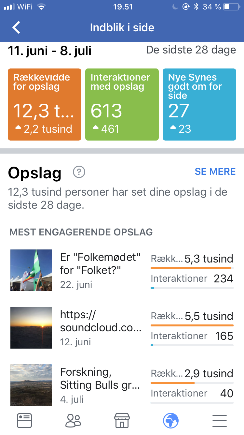 WiFi
19.51
34 %
Indblik i side
11. juni - 8. juli
De sidste 28 dage
Rækkevidde for opslag
12,3 t...
2,2 tusind
Interaktioner med opslag
613
461
Nye Synes godt om for side
27
23
Opslag ?
SE MERE
12,3 tusind personer har set dine opslag i de
sidste 28 dage.
MEST ENGAGERENDE OPSLAG
Er "Folkemødet"
for "Folket?"
22. juni
Rækk... 5,3 tusind
Interaktioner 234
https://
soundcloud.co...
12. juni
Rækk... 5,5 tusind
Interaktioner 165
Forskning,
Sitting Bulls gr...
4. juli
Rækk... 2,9 tusind
Interaktioner 40